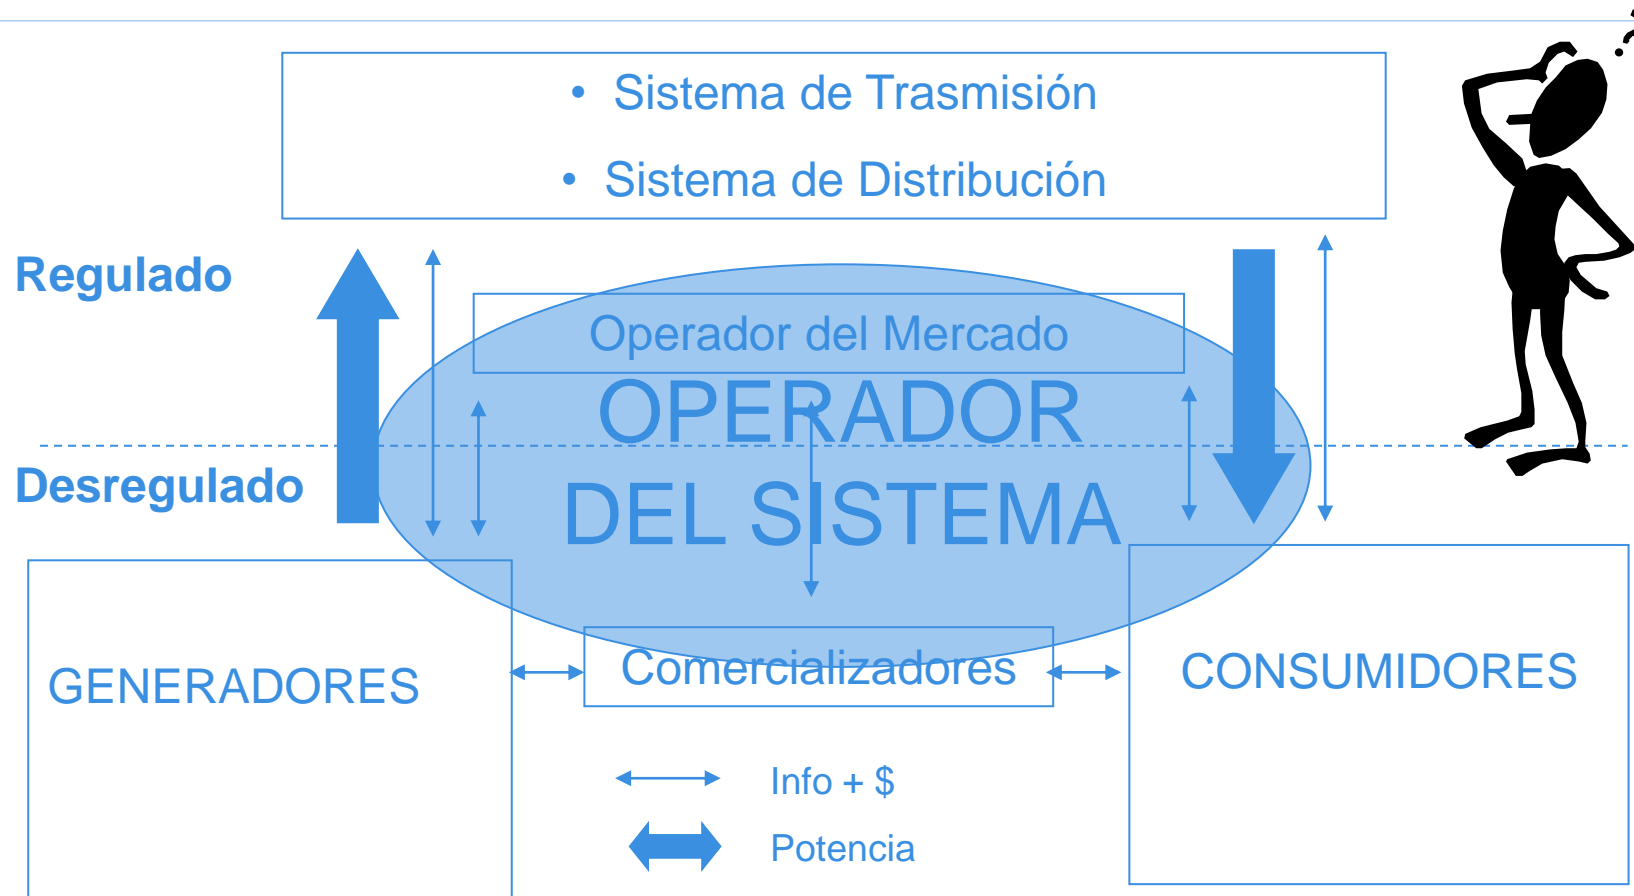 • Sistema de Trasmisión
• Sistema de Distribución
Regulado
Operador del Mercado
OPERADOR
DEL SISTEMA
Desregulado
GENERADORES
Comercializadores
CONSUMIDORES
Info + $
Potencia